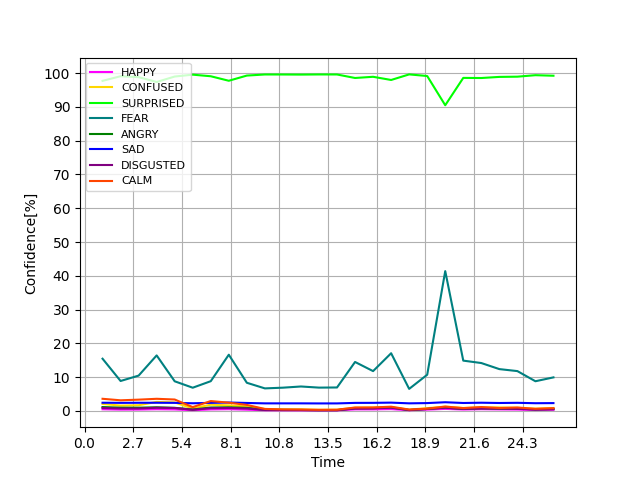 100
90
80
70
60
50
40
30
20
10
0
Confidence[%]
HAPPY
CONFUSED
SURPRISED
FEAR
ANGRY
SAD
DISGUSTED
CALM
0.0 2.7 5.4 8.1 10.8 13.5 16.2 18.9 21.6 24.3
Time